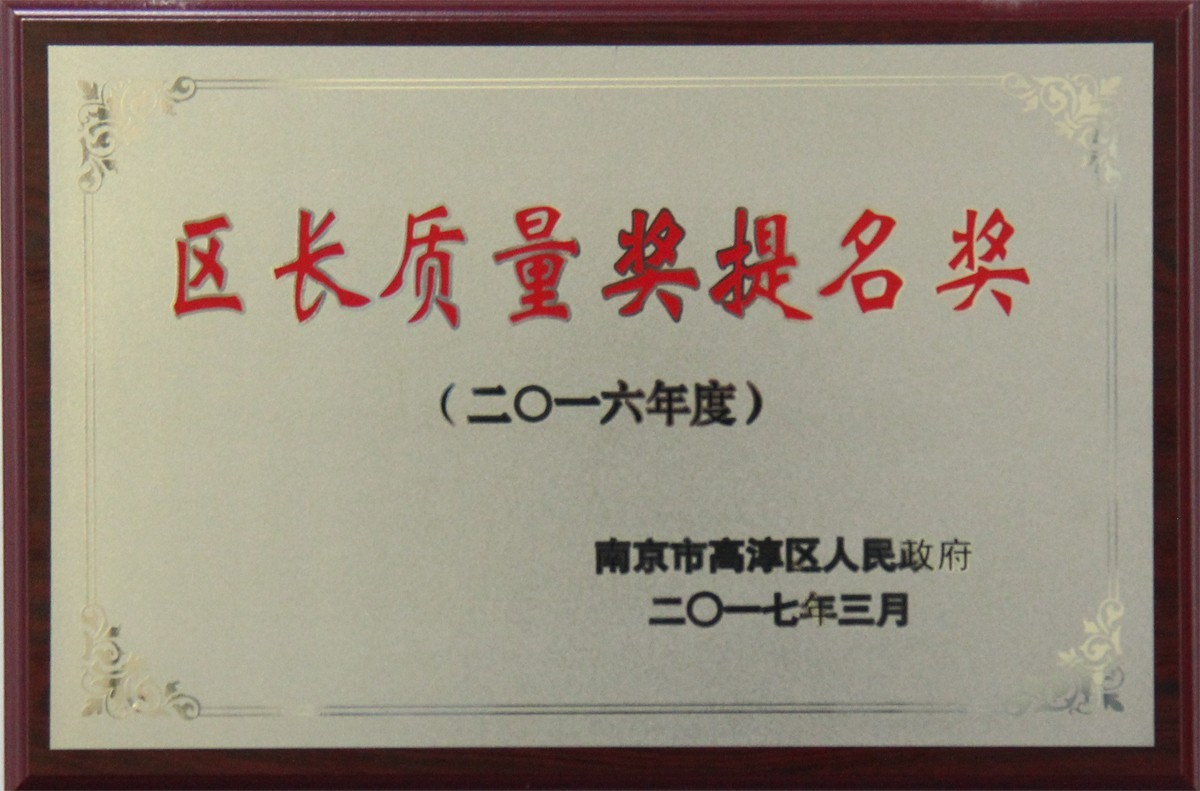 区长质量奖提名奖
（二〇一六年度）
南京市高淳区人民政府
二〇一七年三月